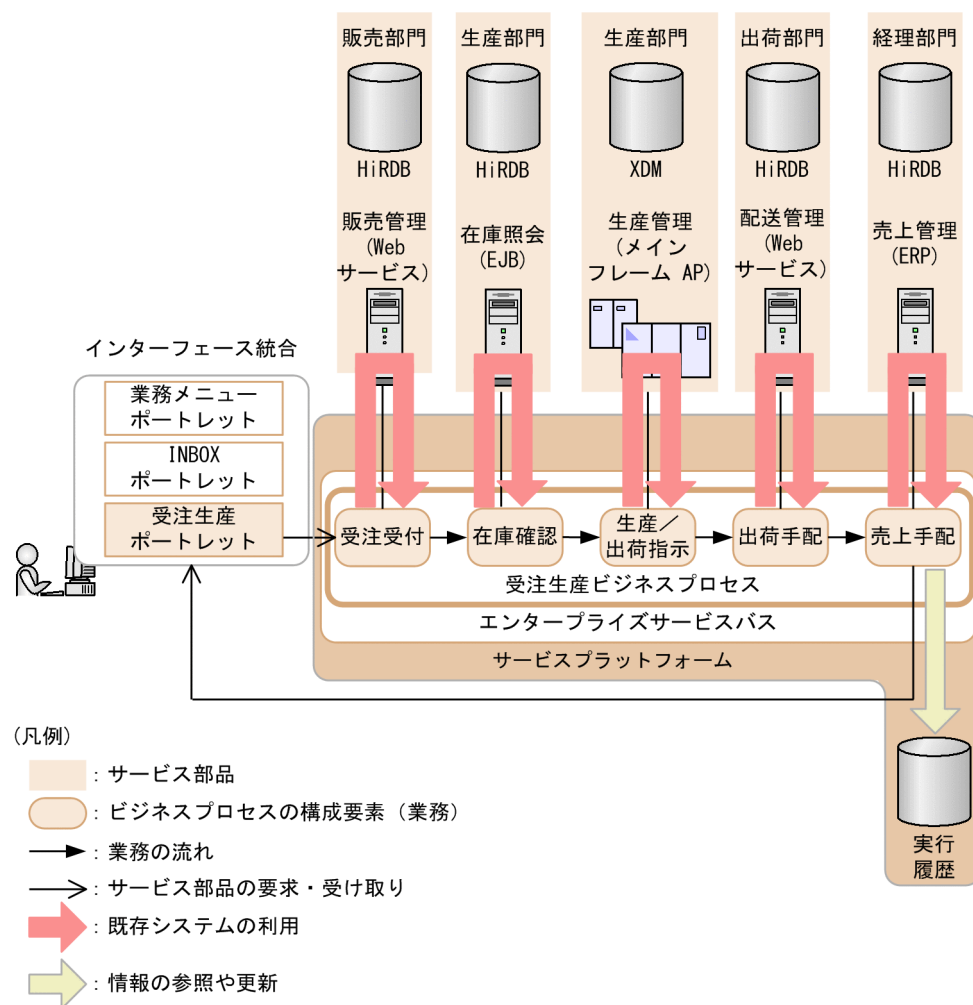 販売部門
生産部門
生産部門
出荷部門
経理部門
HiRDB
HiRDB
XDM
HiRDB
HiRDB
販売管理
(Web
サービス)
在庫照会
(EJB)
生産管理
(メイン
フレーム AP)
配送管理
(Web
サービス)
売上管理
(ERP)
インターフェース統合
業務メニュー
ポートレット
INBOX
ポートレット
受注生産
ポートレット
受注受付
在庫確認
生産／
出荷指示
出荷手配
売上手配
受注生産ビジネスプロセス
エンタープライズサービスバス
サービスプラットフォーム
実行
履歴
(凡例)
：サービス部品
：ビジネスプロセスの構成要素（業務）
：業務の流れ
：サービス部品の要求・受け取り
：既存システムの利用
：情報の参照や更新